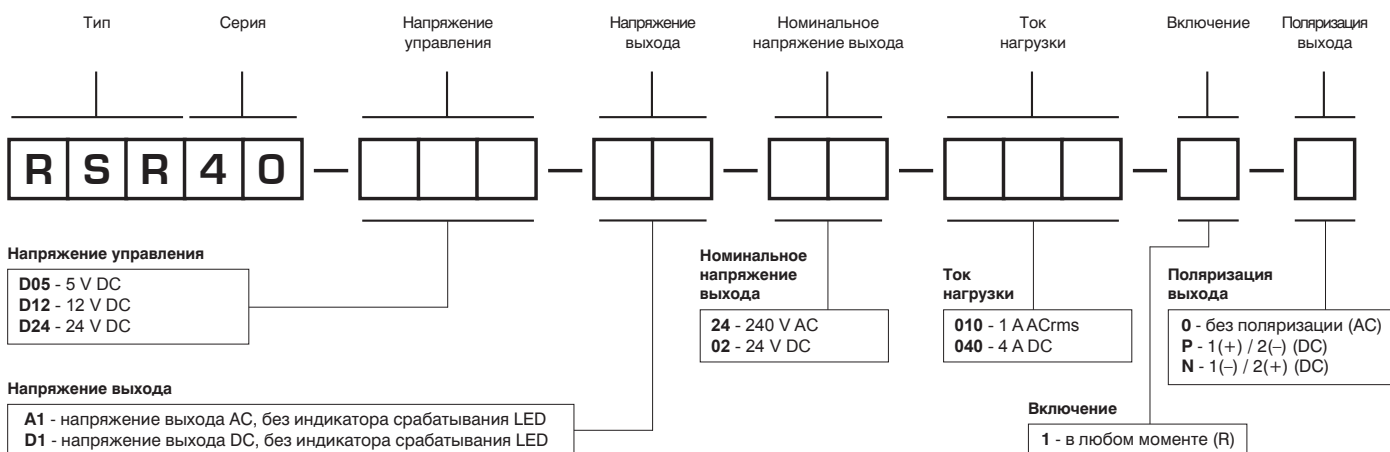 Тип
Серия
Напряжение
управления
Напряжение
выхода
Номинальное
напряжение выхода
Ток
нагрузки
Включение
Поляризация
выхода
R S R 4 0 — — — — — —
Напряжение управления
D05 - 5 V DC
D12 - 12 V DC
D24 - 24 V DC
Номинальное
напряжение
выхода
24 - 240 V AC
02 - 24 V DC
Ток
нагрузки
010 - 1 A ACrms
040 - 4 A DC
Поляризация
выхода
0 - без поляризации (AC)
P - 1(+) / 2(−) (DC)
N - 1(−) / 2(+) (DC)
Напряжение выхода
A1 - напряжение выхода AC, без индикатора срабатывания LED
D1 - напряжение выхода DC, без индикатора срабатывания LED
Включение
1 - в любом моменте (R)